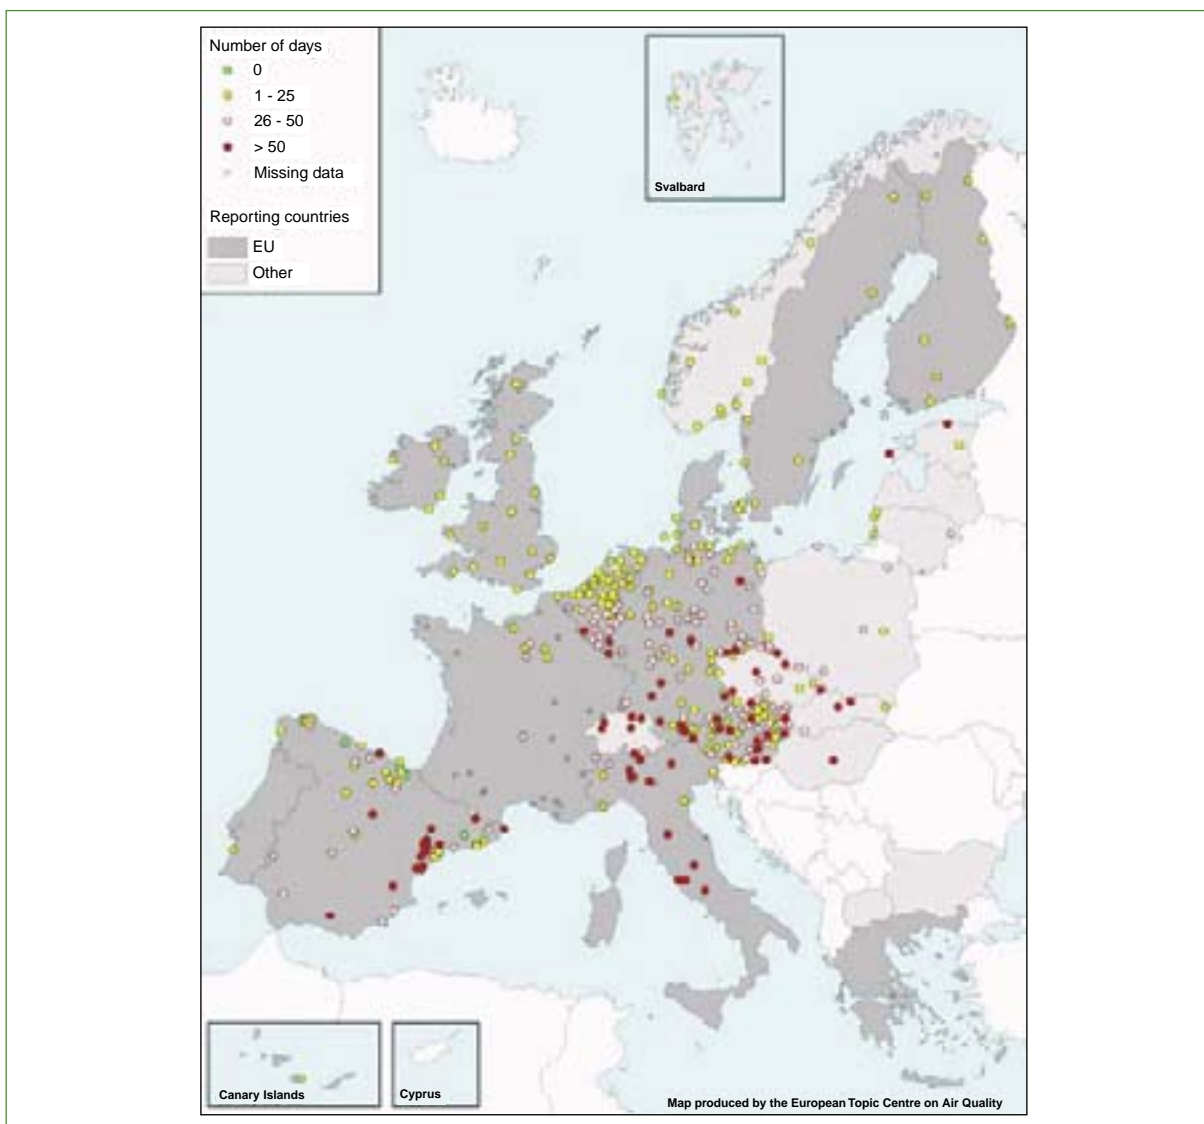 Number of days
0
1 - 25
26 - 50
> 50
Missing data
Reporting countries
EU
Other
Svalbard
Canary Islands
Cyprus
Map produced by the European Topic Centre on Air Quality